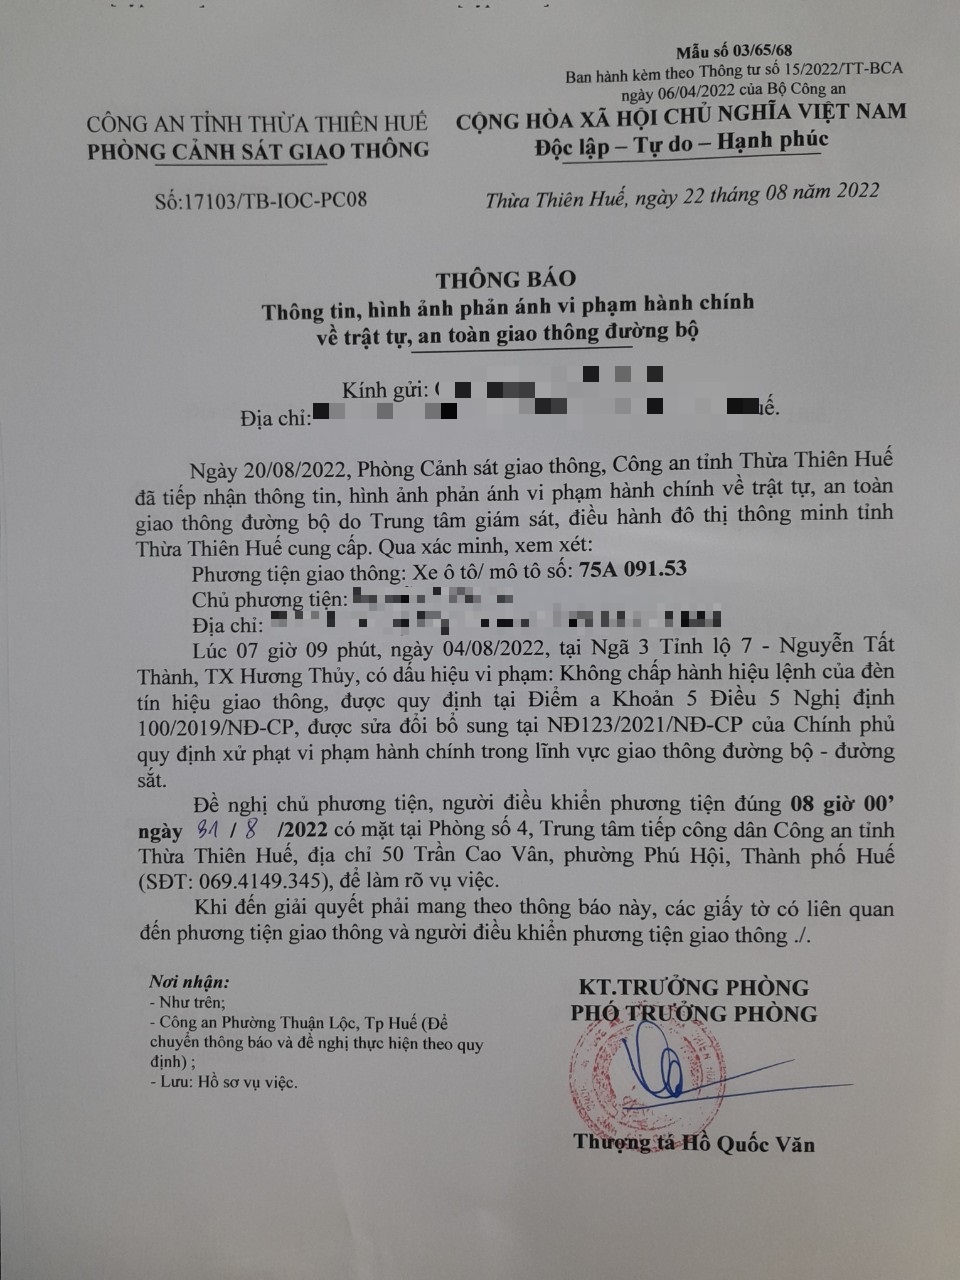 Mẫu số 03/65/68
Ban hành kèm theo Thông tư số 15/2022/TT-BCA
ngày 06/04/2022 của Bộ Công an
CÔNG AN TỈNH THỪA THIÊN HUẾ
PHÒNG CẢNH SÁT GIAO THÔNG
CỘNG HÒA XÃ HỘI CHỦ NGHĨA VIỆT NAM
Độc lập – Tự do – Hạnh phúc
Số:17103/TB-IOC-PC08
Thừa Thiên Huế, ngày 22 tháng 08 năm 2022
THÔNG BÁO
Thông tin, hình ảnh phản ánh vi phạm hành chính
về trật tự, an toàn giao thông đường bộ
Kính gửi:
Địa chỉ:
Ngày 20/08/2022, Phòng Cảnh sát giao thông, Công an tỉnh Thừa Thiên Huế
đã tiếp nhận thông tin, hình ảnh phản ánh vi phạm hành chính về trật tự, an toàn
giao thông đường bộ do Trung tâm giám sát, điều hành đô thị thông minh tỉnh
Thừa Thiên Huế cung cấp. Qua xác minh, xem xét:
Phương tiện giao thông: Xe ô tô/ mô tô số: 75A 091.53
Chủ phương tiện:
Địa chỉ:
Lúc 07 giờ 09 phút, ngày 04/08/2022, tại Ngã 3 Tỉnh lộ 7 - Nguyễn Tất
Thành, TX Hương Thủy, có dấu hiệu vi phạm: Không chấp hành hiệu lệnh của đèn
tín hiệu giao thông, được quy định tại Điểm a Khoản 5 Điều 5 Nghị định
100/2019/NĐ-CP, được sửa đổi bổ sung tại NĐ123/2021/NĐ-CP của Chính phủ
quy định xử phạt vi phạm hành chính trong lĩnh vực giao thông đường bộ - đường
sắt.
Đề nghị chủ phương tiện, người điều khiển phương tiện đúng 08 giờ 00’
ngày 31 / 8 /2022 có mặt tại Phòng số 4, Trung tâm tiếp công dân Công an tỉnh
Thừa Thiên Huế, địa chỉ 50 Trần Cao Vân, phường Phú Hội, Thành phố Huế
(SĐT: 069.4149.345), để làm rõ vụ việc.
Khi đến giải quyết phải mang theo thông báo này, các giấy tờ có liên quan
đến phương tiện giao thông và người điều khiển phương tiện giao thông ./.
Nơi nhận:
- Như trên;
- Công an Phường Thuận Lộc, Tp Huế (Để
chuyển thông báo và đề nghị thực hiện theo quy
định) ;
- Lưu: Hồ sơ vụ việc.
KT.TRƯỞNG PHÒNG
PHÓ TRƯỞNG PHÒNG
Thượng tá Hồ Quốc Văn